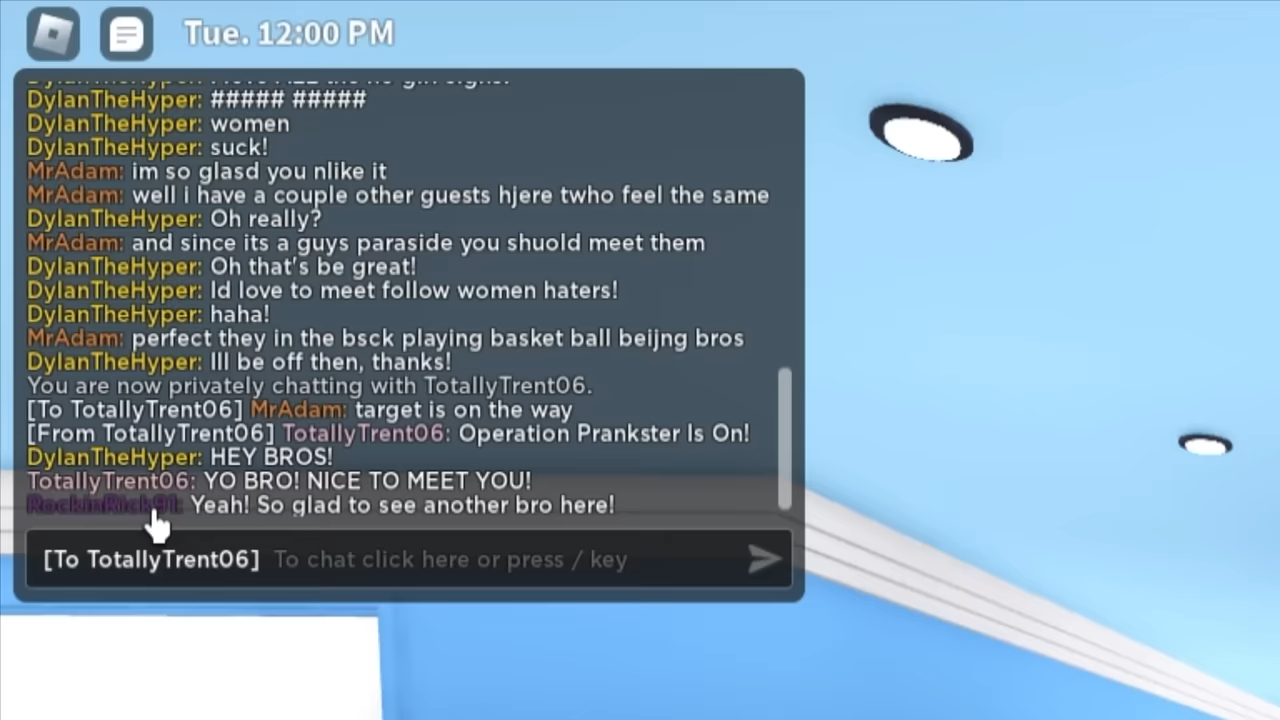 Tue. 12:00 PM
DylanTheHyper: ##### #####
DylanTheHyper: women
DylanTheHyper: suck!
MrAdam: im so glasd you nlike it
MrAdam: well i have a couple other guests hjere twho feel the same
DylanTheHyper: Oh really?
MrAdam: and since its a guys paraside you shuold meet them
DylanTheHyper: Oh that's be great!
DylanTheHyper: Id love to meet follow women haters!
DylanTheHyper: haha!
MrAdam: perfect they in the bsck playing basket ball beijng bros
DylanTheHyper: Ill be off then, thanks!
You are now privately chatting with TotallyTrent06.
[To TotallyTrent06] MrAdam: target is on the way
[From TotallyTrent06] TotallyTrent06: Operation Prankster Is On!
DylanTheHyper: HEY BROS!
TotallyTrent06: YO BRO! NICE TO MEET YOU!
RockinRick91: Yeah! So glad to see another bro here!
[To TotallyTrent06] To chat click here or press / key